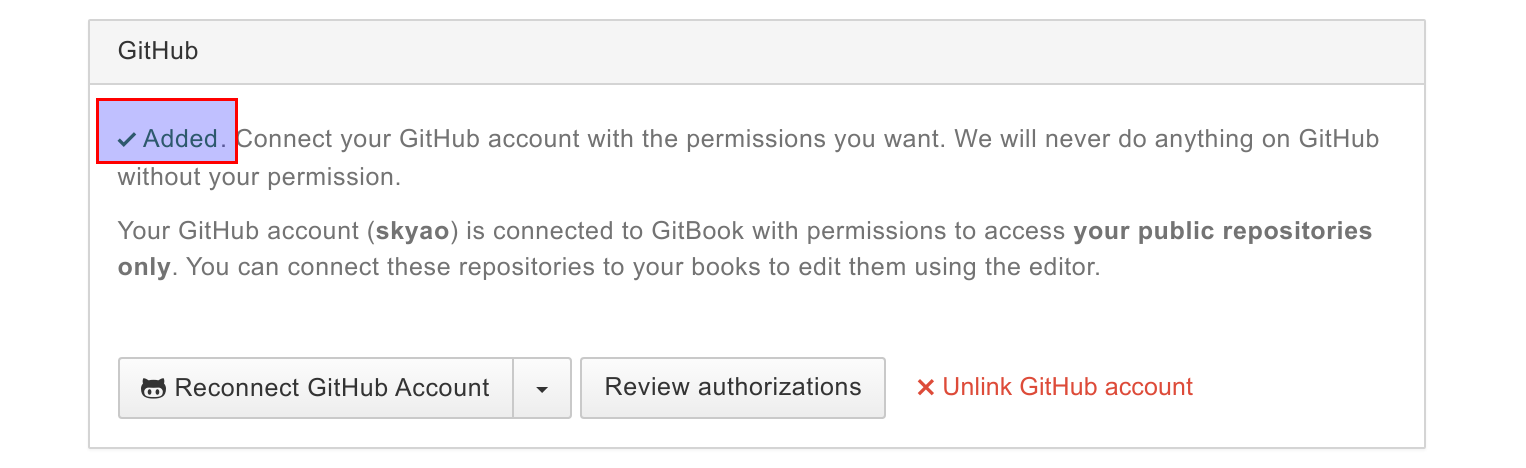 GitHub
Added. Connect your GitHub account with the permissions you want. We will never do anything on GitHub
without your permission.
Your GitHub account (skyao) is connected to GitBook with permissions to access your public repositories
only. You can connect these repositories to your books to edit them using the editor.
Reconnect GitHub Account Review authorizations Unlink GitHub account